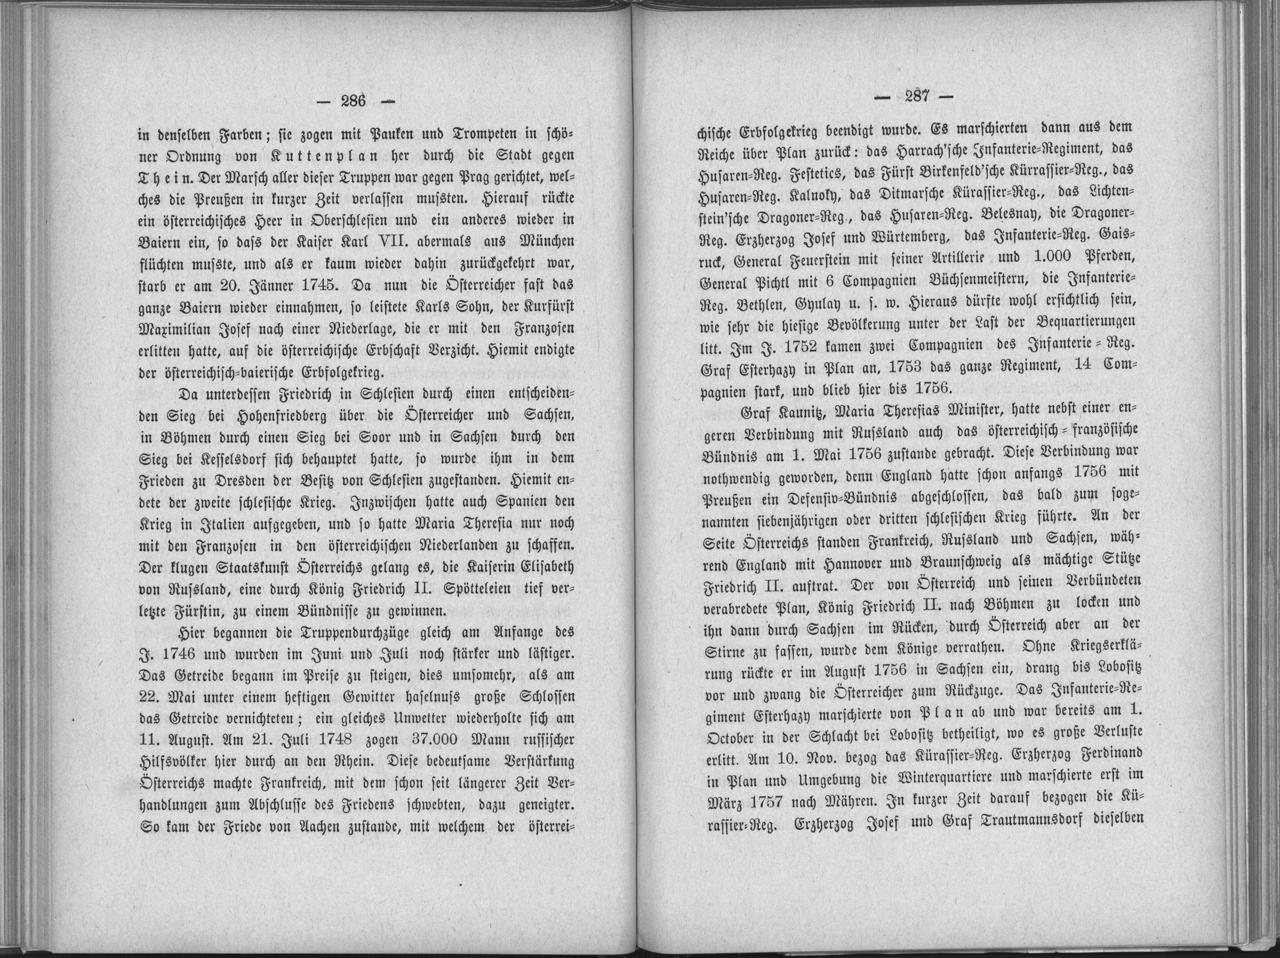 — 286 —
in denselben Farben; sie zogen mit Pauken und Trompeten in schö-
ner Ordnung von Kuttenplan her durch die Stadt gegen
Thein. Der Marsch aller dieser Truppen war gegen Prag gerichtet, wel-
ches die Preußen in kurzer Zeit verlassen mussten. Hierauf rückte
ein österreichisches Heer in Oberschlesien und ein anderes wieder in
Baiern ein, so dass der Kaiser Karl VII. abermals aus München
flüchten musste, und als er kaum wieder dahin zurückgekehrt war,
starb er am 20. Jänner 1745. Da nun die Österreicher fast das
ganze Baiern wieder einnahmen, so leistete Karls Sohn, der Kurfürst
Maximilian Josef nach einer Niederlage, die er mit den Franzosen
erlitten hatte, auf die österreichische Erbschaft Verzicht. Hiemit endigte
der österreichisch-baierische Erbfolgekrieg.
Da unterdessen Friedrich in Schlesien durch einen entscheiden-
den Sieg bei Hohenfriedberg über die Österreicher und Sachsen,
in Böhmen durch einen Sieg bei Soor und in Sachsen durch den
Sieg bei Kesselsdorf sich behauptet hatte, so wurde ihm in dem
Frieden zu Dresden der Besitz von Schlesien zugestanden. Hiemit en-
dete der zweite schlesische Krieg. Inzwischen hatte auch Spanien den
Krieg in Italien aufgegeben, und so hatte Maria Theresia nur noch
mit den Franzosen in den österreichischen Niederlanden zu schaffen.
Der klugen Staatskunst Österreichs gelang es, die Kaiserin Elisabeth
von Russland, eine durch König Friedrich II. Spötteleien tief ver-
letzte Fürstin, zu einem Bündnisse zu gewinnen.
Hier begannen die Truppendurchzüge gleich am Anfange des
J. 1746 und wurden im Juni und Juli noch stärker und lästiger.
Das Getreide begann im Preise zu steigen, dies umsomehr, als am
22. Mai unter einem heftigen Gewitter haselnuss große Schlossen
das Getreide vernichteten; ein gleiches Unwetter wiederholte sich am
11. August. Am 21. Juli 1748 zogen 37.000 Mann russischer
Hilfsvölker hier durch an den Rhein. Diese bedeutsame Verstärkung
Österreichs machte Frankreich, mit dem schon seit längerer Zeit Ver-
handlungen zum Abschlusse des Friedens schwebten, dazu geneigter.
So kam der Friede von Aachen zustande, mit welchem der österrei-
— 287 —
chische Erbfolgekrieg beendigt wurde. Es marschierten dann aus dem
Reiche über Plan zurück: das Harrach'sche Infanterie-Regiment, das
Husaren-Reg. Festetics, das Fürst Birkenfeld'sche Kürrassier-Reg., das
Husaren-Reg. Kalnoky, das Ditmarsche Kürassier-Reg., das Lichten-
stein'sche Dragoner-Reg., das Husaren-Reg. Belesnay, die Dragoner-
Reg. Erzherzog Josef und Würtemberg, das Infanterie-Reg. Gais-
ruck, General Feuerstein mit seiner Artillerie und 1.000 Pferden,
General Pichtl mit 6 Compagnien Büchsenmeistern, die Infanterie-
Reg. Bethlen, Gyulay u. s. w. Hieraus dürfte wohl ersichtlich sein,
wie sehr die hiesige Bevölkerung unter der Last der Bequartierungen
litt. Im J. 1752 kamen zwei Compagnien des Infanterie-Reg.
Graf Esterhazy in Plan an, 1753 das ganze Regiment, 14 Com-
pagnien stark, und blieb hier bis 1756.
Graf Kaunitz, Maria Theresias Minister, hatte nebst einer en-
geren Verbindung mit Russland auch das österreichisch-französische
Bündnis am 1. Mai 1756 zustande gebracht. Diese Verbindung war
nothwendig geworden, denn England hatte schon anfangs 1756 mit
Preußen ein Defensiv-Bündnis abgeschlossen, das bald zum soge-
nannten siebenjährigen oder dritten schlesischen Krieg führte. An der
Seite Österreichs standen Frankreich, Russland und Sachsen, wäh-
rend England mit Hannover und Braunschweig als mächtige Stütze
Friedrich II. auftrat. Der von Österreich und seinen Verbündeten
verabredete Plan, König Friedrich II. nach Böhmen zu locken und
ihn dann durch Sachsen im Rücken, durch Österreich aber an der
Stirne zu fassen, wurde dem Könige verrathen. Ohne Kriegserklä-
rung rückte er im August 1756 in Sachsen ein, drang bis Lobositz
vor und zwang die Österreicher zum Rückzuge. Das Infanterie-Re-
giment Esterhazy marschierte von Plan ab und war bereits am 1.
October in der Schlacht bei Lobositz betheiligt, wo es große Verluste
erlitt. Am 10. Nov. bezog das Kürassier-Reg. Erzherzog Ferdinand
in Plan und Umgebung die Winterquartiere und marschierte erst im
März 1757 nach Mähren. In kurzer Zeit darauf bezogen die Kü-
rassier-Reg. Erzherzog Josef und Graf Trautmannsdorf dieselben